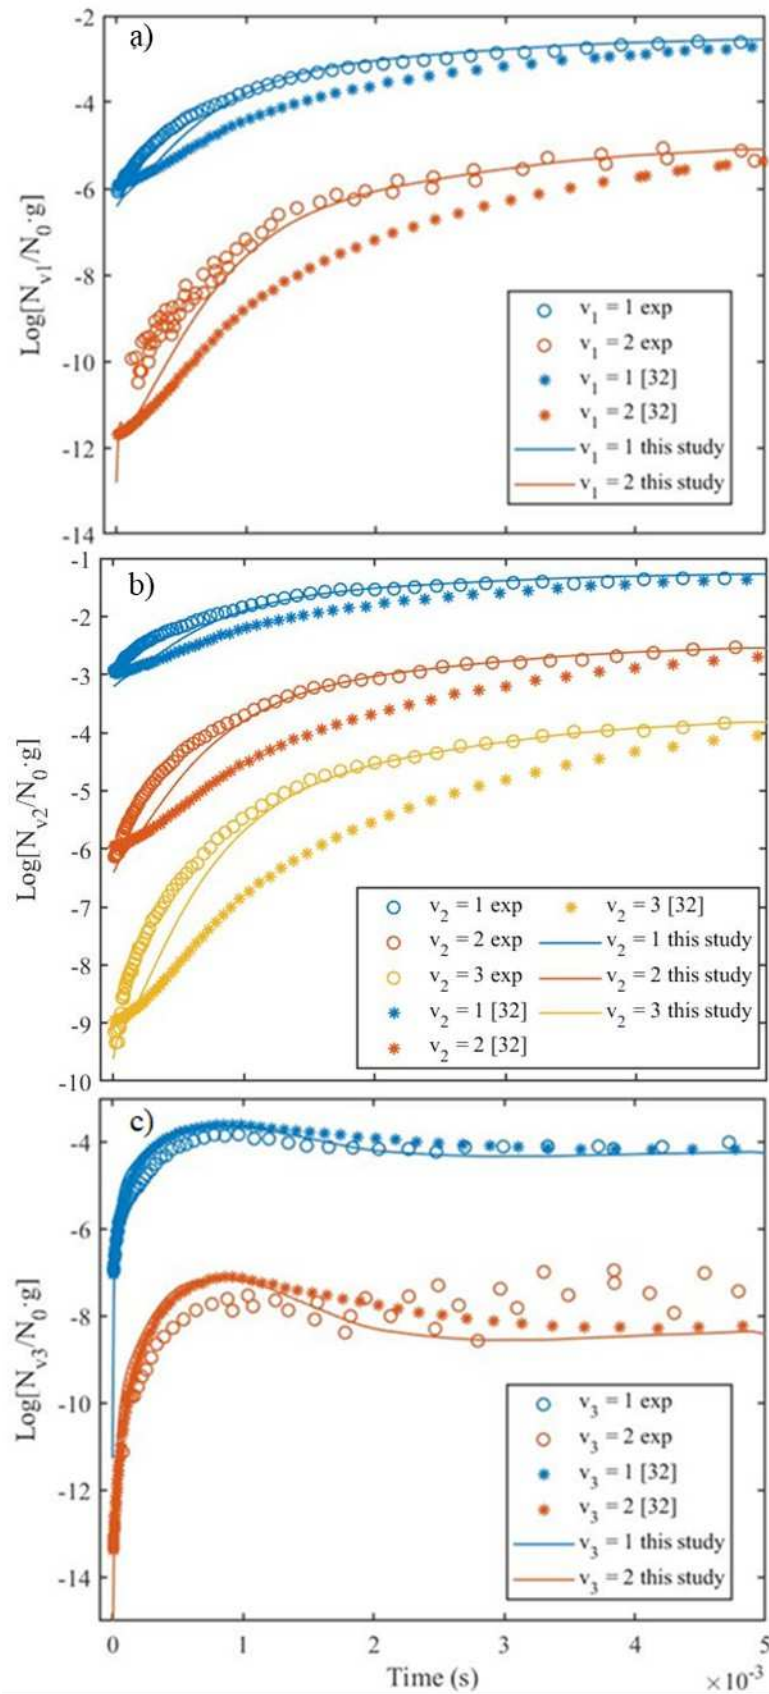 a)
-2
-4
-6
-8
-10
-12
-14
Log[N_v1/N_0·g]
v_1 = 1 exp
v_1 = 2 exp
v_1 = 1 [32]
v_1 = 2 [32]
v_1 = 1 this study
v_1 = 2 this study
b)
-1
-2
-3
-4
-5
-6
-7
-8
-9
-10
Log[N_v2/N_0·g]
v_2 = 1 exp
v_2 = 2 exp
v_2 = 3 exp
v_2 = 1 [32]
v_2 = 2 [32]
v_2 = 3 [32]
v_2 = 1 this study
v_2 = 2 this study
v_2 = 3 this study
c)
-4
-6
-8
-10
-12
-14
Log[N_v3/N_0·g]
v_3 = 1 exp
v_3 = 2 exp
v_3 = 1 [32]
v_3 = 2 [32]
v_3 = 1 this study
v_3 = 2 this study
0 1 2 3 4 5
Time (s)
×10^-3